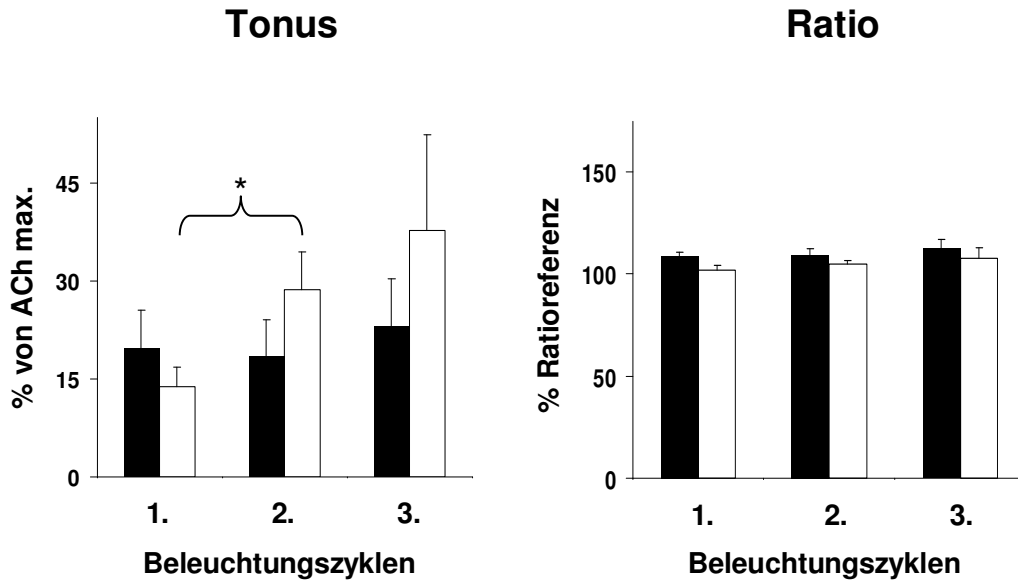 Tonus
% von ACh max.
45
30
15
0
*
1.
2.
3.
Beleuchtungszyklen
Ratio
% Ratioreferenz
150
100
50
0
1.
2.
3.
Beleuchtungszyklen